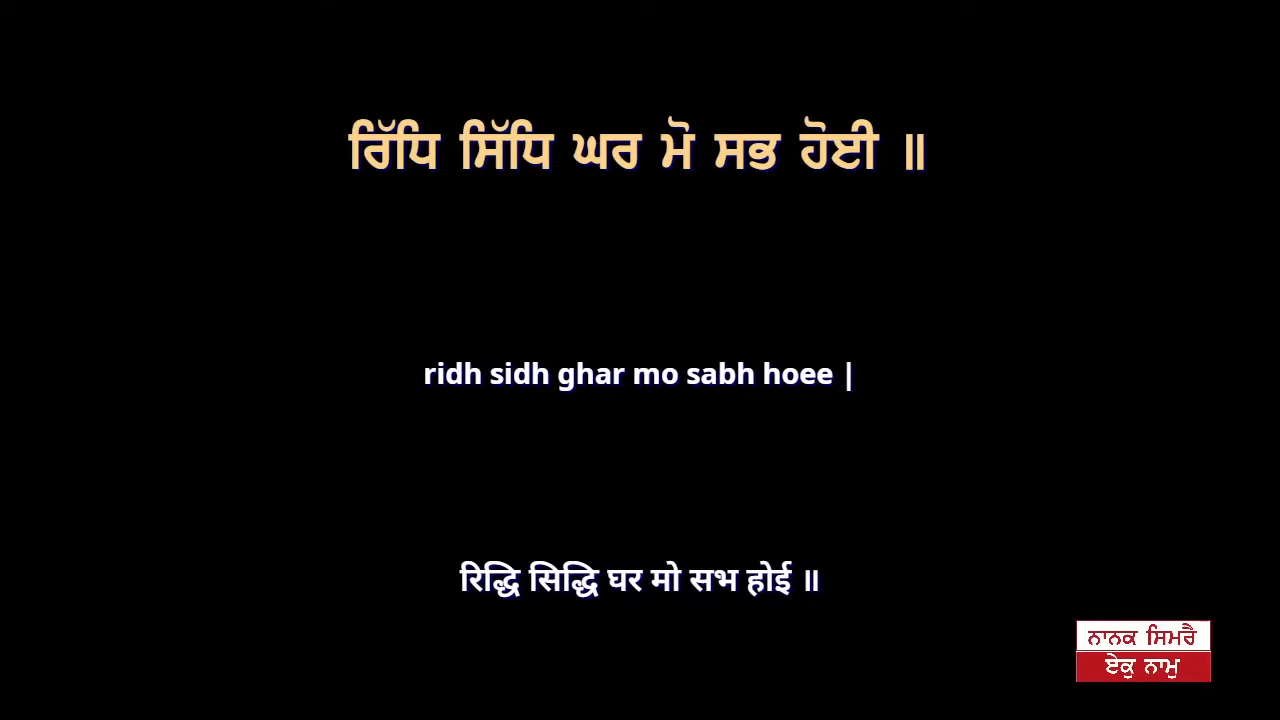 ਰਿੱਧਿ ਸਿੱਧਿ ਘਰ ਮੋ ਸਭ ਹੋਈ ॥
ridh sidh ghar mo sabh hoee |
रिद्धि सिद्धि घर मो सभ होई ॥
ਨਾਨਕ ਸਿਮਰੈ
ਏਕੁ ਨਾਮੁ